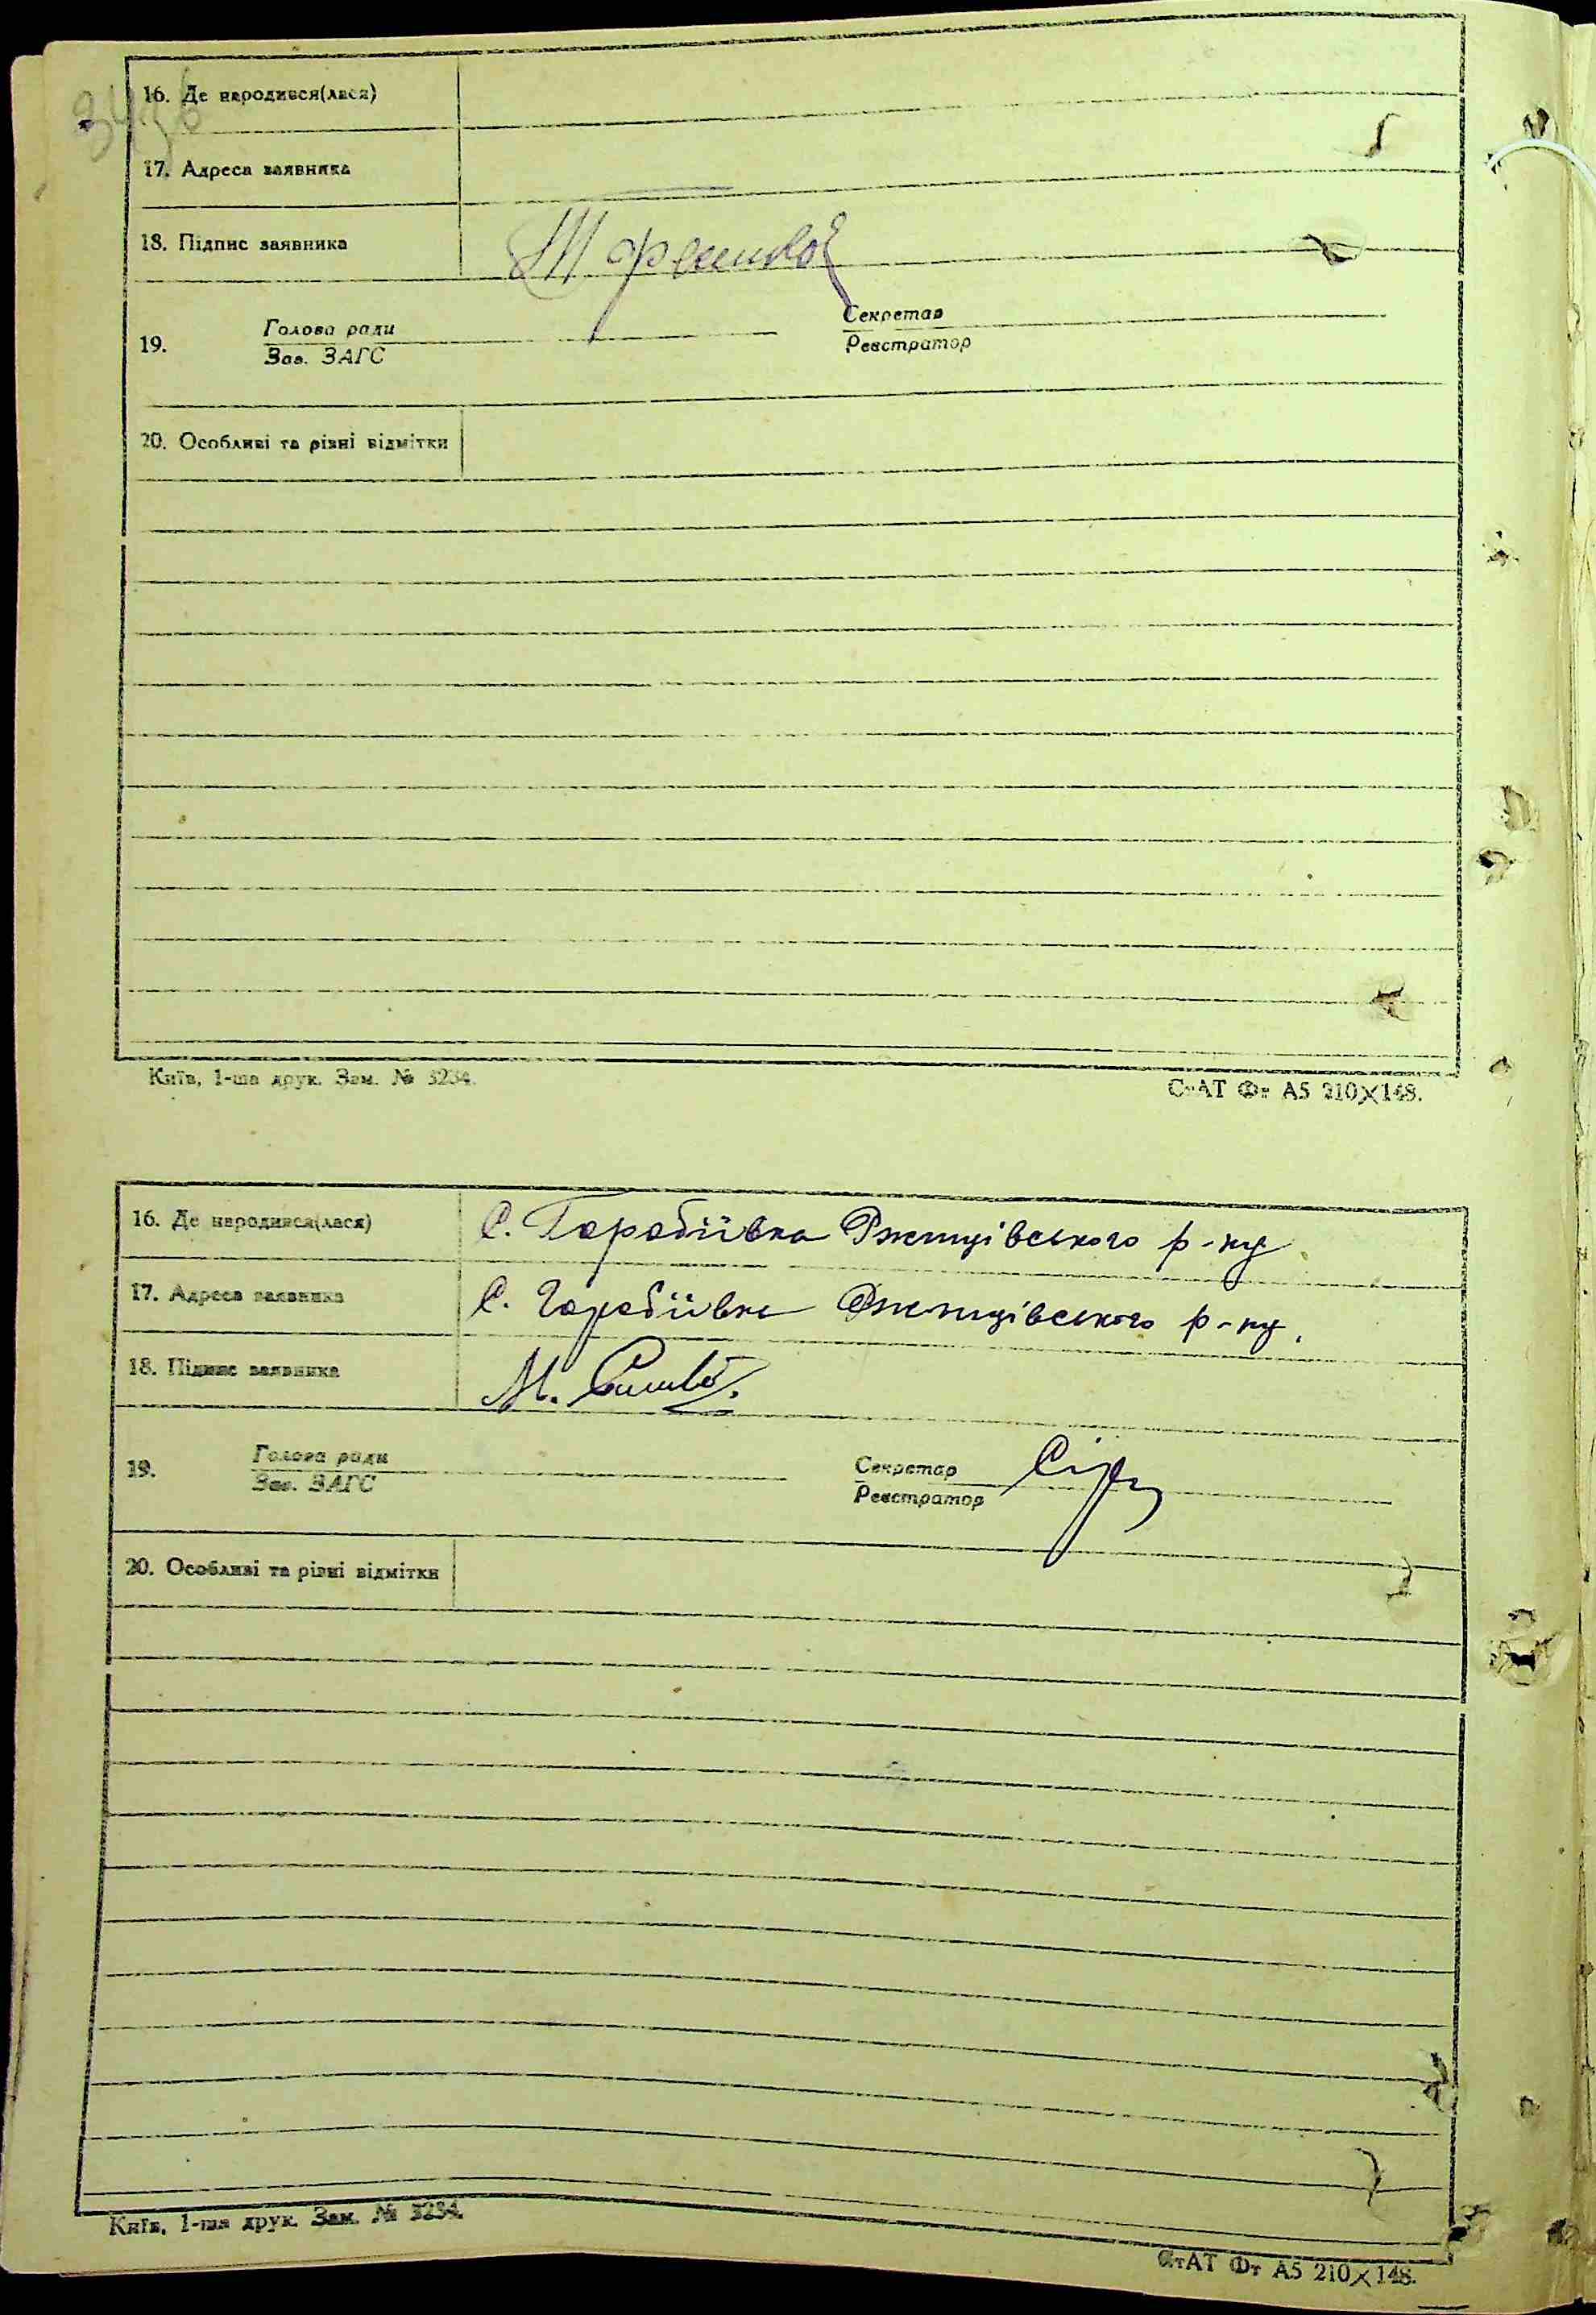 16. Де народився(лася)
17. Адреса заявника
18. Підпис заявника
19. Голова ради
Зав. ЗАГС
Секретар
Реєстратор
20. Особливі та різні відмітки
Київ, 1-ша друк. Зам. № 3234.
СтАТ Фт А5 210×148.
16. Де народився(лася) С. Горобіївка Ржищівського р-ну
17. Адреса заявника С. Горобіївка Ржищівського р-ну.
18. Підпис заявника М.
19. Голова ради
Зав. ЗАГС
Секретар
Реєстратор
20. Особливі та різні відмітки
Київ, 1-ша друк. Зам. № 3234.
СтАТ Фт А5 210×148.